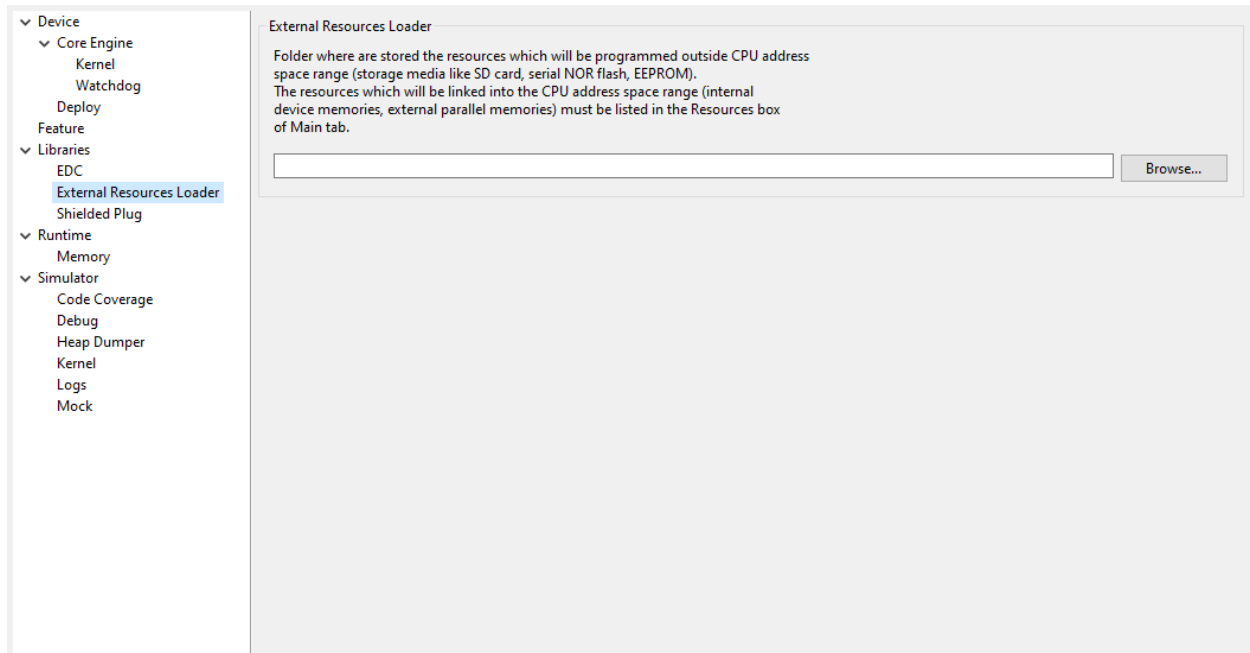 Device
Core Engine
Kernel
Watchdog
Deploy
Feature
Libraries
EDC
External Resources Loader
Shielded Plug
Runtime
Memory
Simulator
Code Coverage
Debug
Heap Dumper
Kernel
Logs
Mock
External Resources Loader
Folder where are stored the resources which will be programmed outside CPU address
space range (storage media like SD card, serial NOR flash, EEPROM).
The resources which will be linked into the CPU address space range (internal
device memories, external parallel memories) must be listed in the Resources box
of Main tab.
Browse...